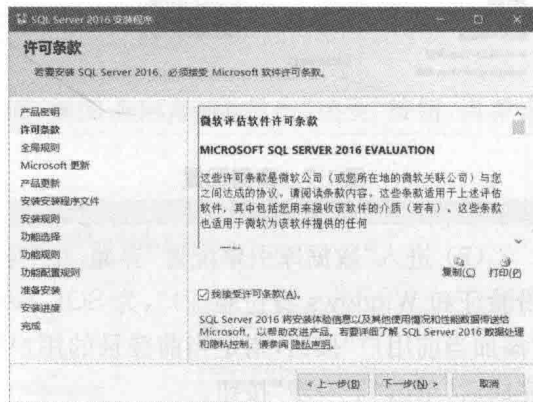 SQL Server 2016 安装程序
许可条款
若要安装 SQL Server 2016，必须接受 Microsoft 软件许可条款。
产品密钥
许可条款
全局规则
Microsoft 更新
产品更新
安装安装程序文件
安装规则
功能选择
功能规则
功能配置规则
准备安装
安装进度
完成
微软评估软件许可条款
MICROSOFT SQL SERVER 2016 EVALUATION
这些许可条款是微软公司（或您所在地的微软关联公司）与您
之间达成的协议。请阅读条款内容。这些条款适用于上述评估
软件，其中包括您用来接收该软件的介质（若有）。这些条款
也适用于微软为该软件提供的任何
复制(C) 打印(P)
我接受许可条款(A)。
SQL Server 2016 将安装体验信息以及其他使用情况和性能数据传送给
Microsoft，以帮助改进产品。若要详细了解 SQL Server 2016 数据处理
和隐私控制，请参阅 隐私声明。
< 上一步(B) 下一步(N) > 取消